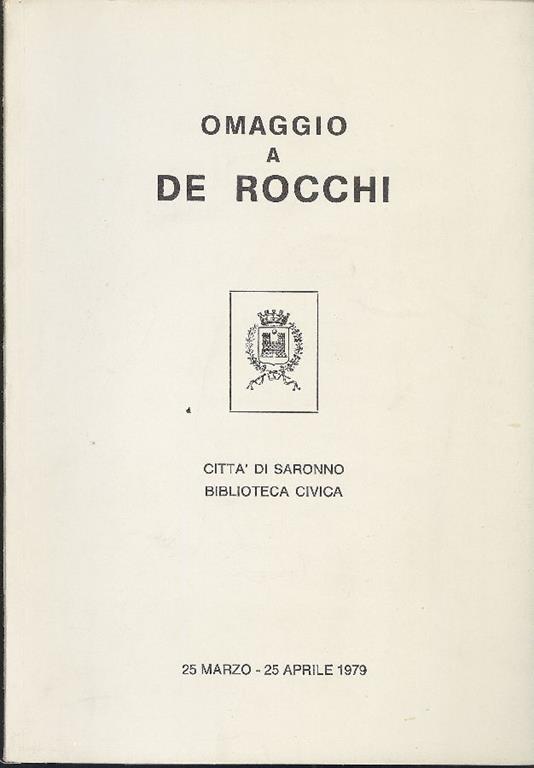 OMAGGIO
A
DE ROCCHI
CITTA' DI SARONNO
BIBLIOTECA CIVICA
25 MARZO - 25 APRILE 1979